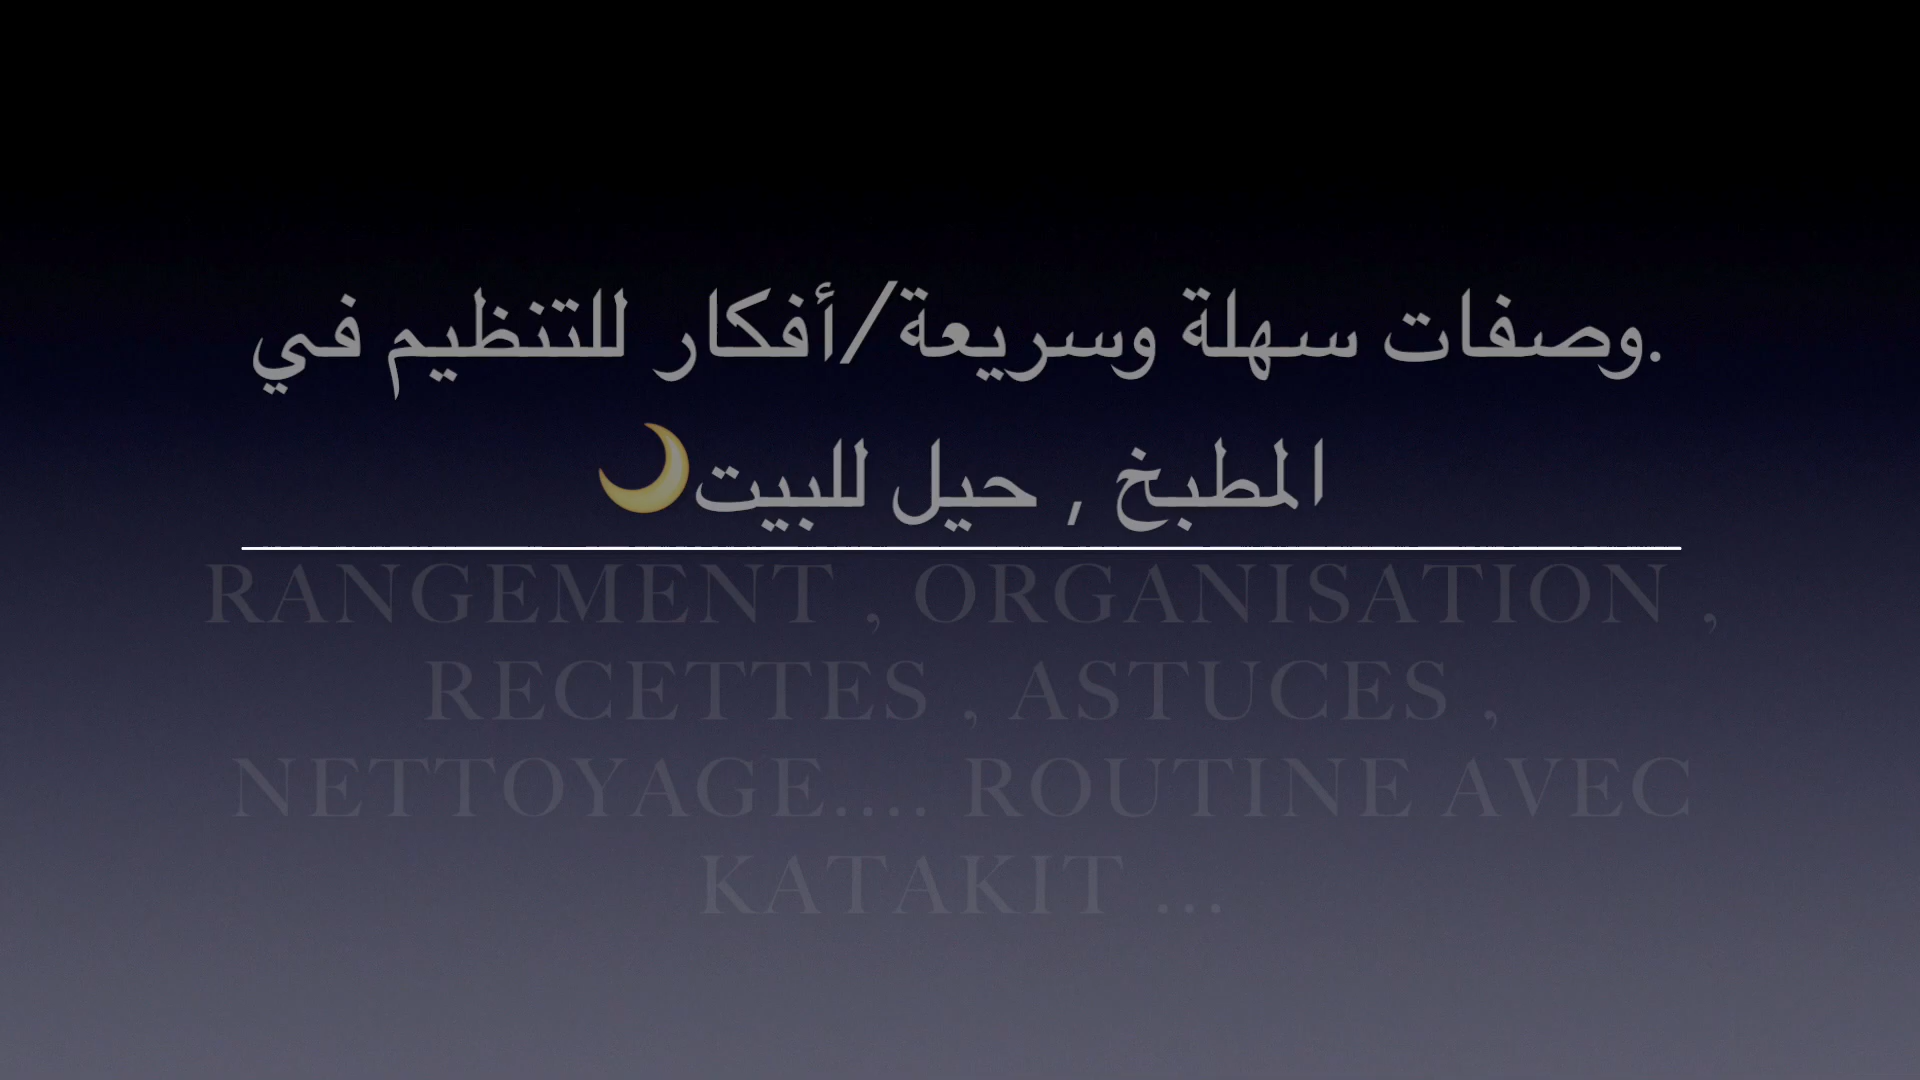 .وصفات سهلة وسريعة/أفكار للتنظيم في
المطبخ , حيل للبيت🌙
RANGEMENT , ORGANISATION ,
RECETTES , ASTUCES ,
NETTOYAGE.... ROUTINE AVEC
KATAKIT ...